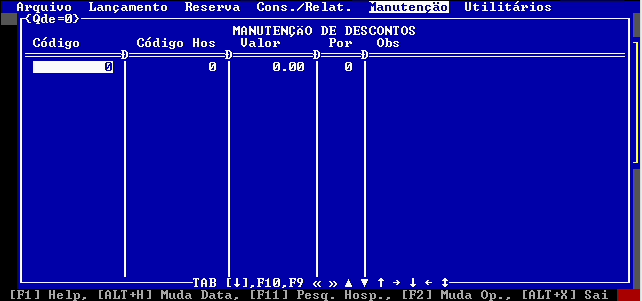 Arquivo Lançamento Reserva Cons./Relat. Manutenção Utilitários
(Qde=0)
MANUTENÇãO DE DESCONTOS
Código Código Hos Valor Por Obs
Ð Ð Ð Ð
0 0 0.00 0
TAB [↓],F10,F9 « » ▲ ▼ ↑ → ↓ ← ↕
[F1] Help, [ALT+H] Muda Data, [F11] Pesq. Hosp., [F2] Muda Op., [ALT+X] Sai